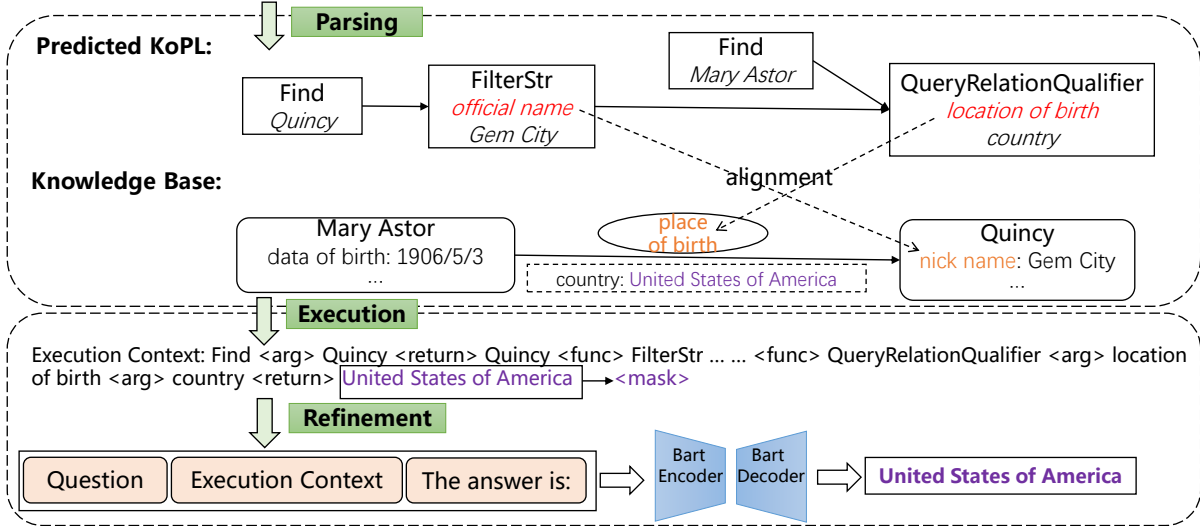 Parsing
Predicted KoPL:
Find
Quincy
FilterStr
official name
Gem City
Find
Mary Astor
QueryRelationQualifier
location of birth
country
alignment
Knowledge Base:
Mary Astor
data of birth: 1906/5/3
...
place
of birth
country: United States of America
Quincy
nick name: Gem City
...
Execution
Execution Context: Find <arg> Quincy <return> Quincy <func> FilterStr ... ... <func> QueryRelationQualifier <arg> location
of birth <arg> country <return> United States of America <mask>
Refinement
Question
Execution Context
The answer is:
Bart
Encoder
Bart
Decoder
United States of America